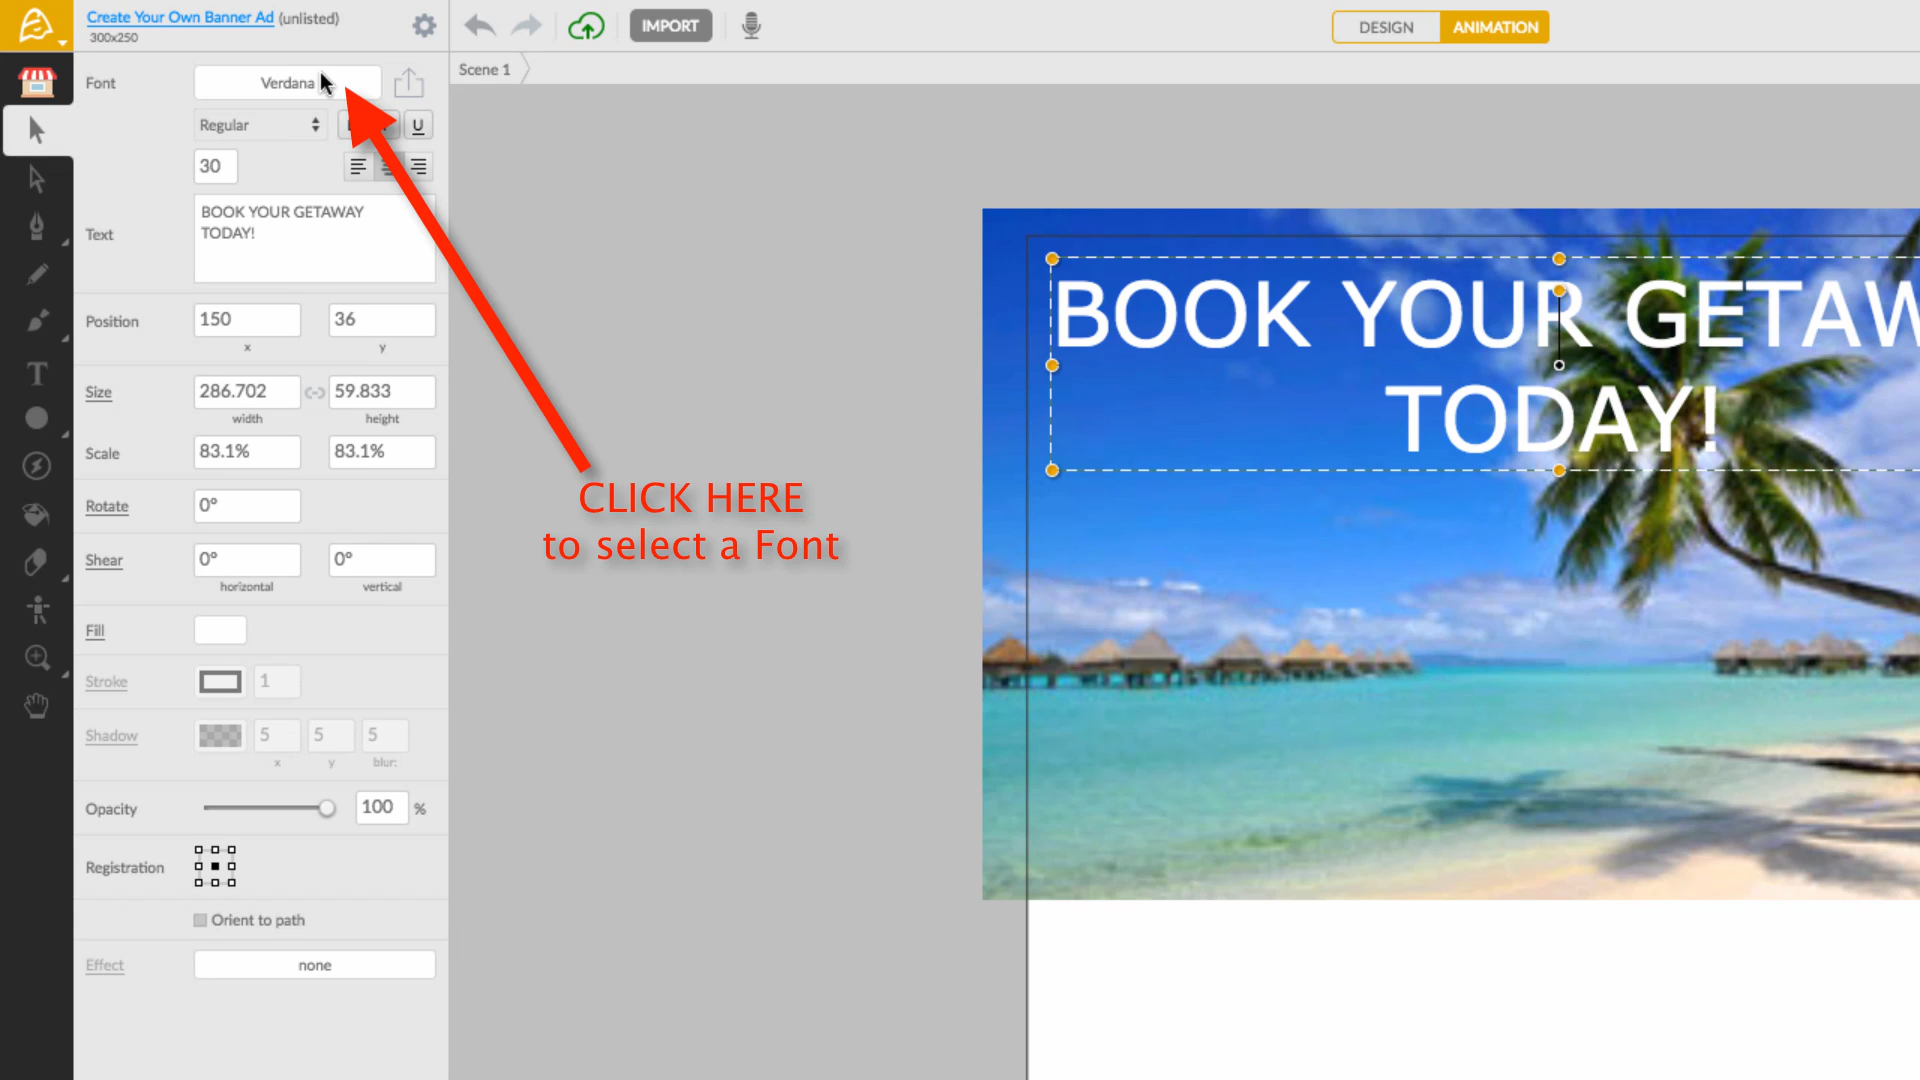 Create Your Own Banner Ad (unlisted)
300x250
IMPORT
DESIGN
ANIMATION
Scene 1
Font
Verdana
Regular
U
30
Text
BOOK YOUR GETAWAY
TODAY!
Position
150
36
x
y
Size
286.702
59.833
width
height
Scale
83.1%
83.1%
Rotate
0°
Shear
0°
0°
horizontal
vertical
Fill
Stroke
1
Shadow
5
5
5
x
y
blur:
Opacity
100
%
Registration
Orient to path
Effect
none
CLICK HERE
to select a Font
BOOK YOUR GETAW
TODAY!